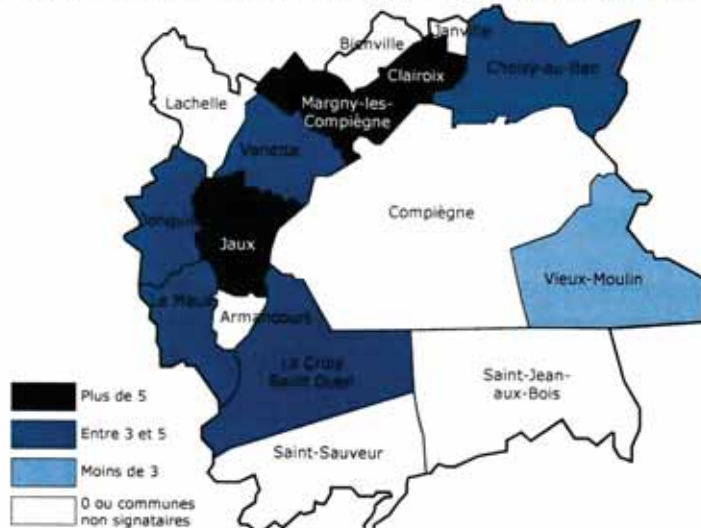 Janville
Bienville
Clairoix
Choisy-au-Bac
Lachelle
Margny-les-
Compiègne
Venette
Compiègne
Jonquières
Jaux
Vieux-Moulin
Le Meux
Armancourt
La Croix
Saint Ouen
Saint-Jean-
aux-Bois
Saint-Sauveur
Plus de 5
Entre 3 et 5
Moins de 3
0 ou communes
non signataires